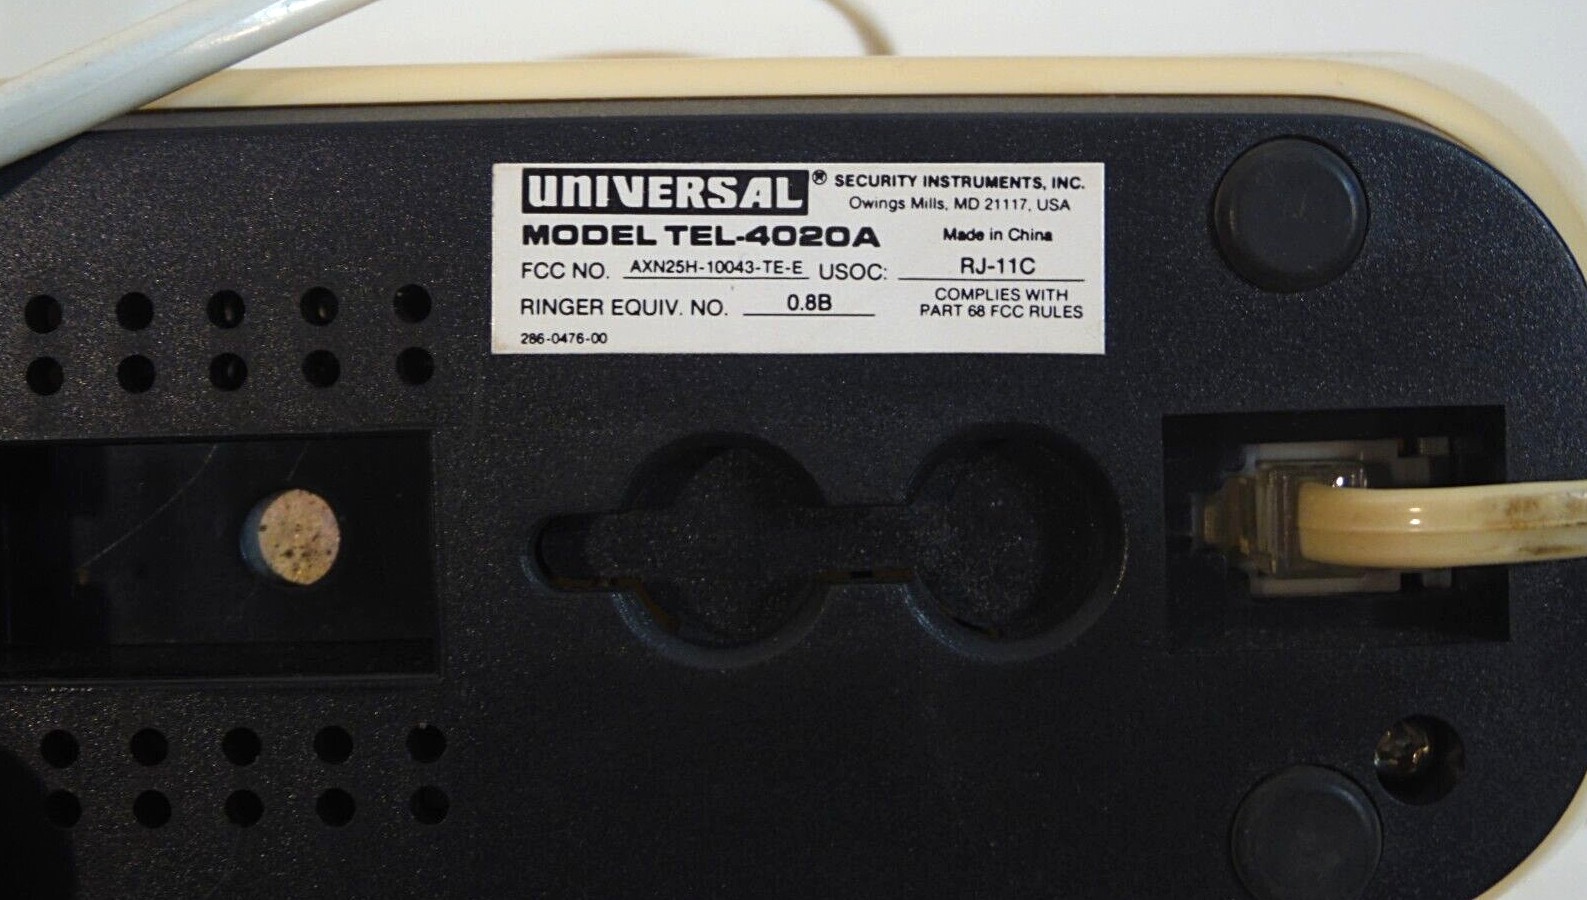 UNIVERSAL® SECURITY INSTRUMENTS, INC.
Owings Mills, MD 21117, USA
MODEL TEL-4020A Made in China
FCC NO. AXN25H-10043-TE-E USOC: RJ-11C
RINGER EQUIV. NO. 0.8B COMPLIES WITH
PART 68 FCC RULES
286-0476-00